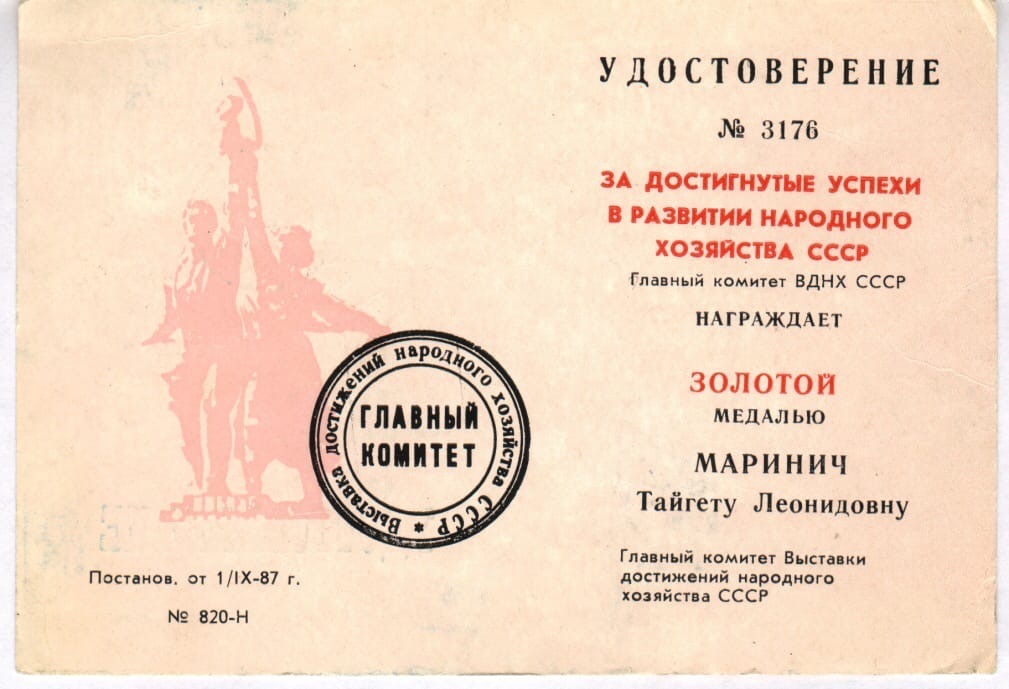 УДОСТОВЕРЕНИЕ
№ 3176
ЗА ДОСТИГНУТЫЕ УСПЕХИ
В РАЗВИТИИ НАРОДНОГО
ХОЗЯЙСТВА СССР
Главный комитет ВДНХ СССР
НАГРАЖДАЕТ
ЗОЛОТОЙ
МЕДАЛЬЮ
МАРИНИЧ
Тайгету Леонидовну
Главный комитет Выставки
достижений народного
хозяйства СССР
Выставка достижений народного хозяйства СССР *
ГЛАВНЫЙ
КОМИТЕТ
Постанов. от 1/IX-87 г.
№ 820-Н